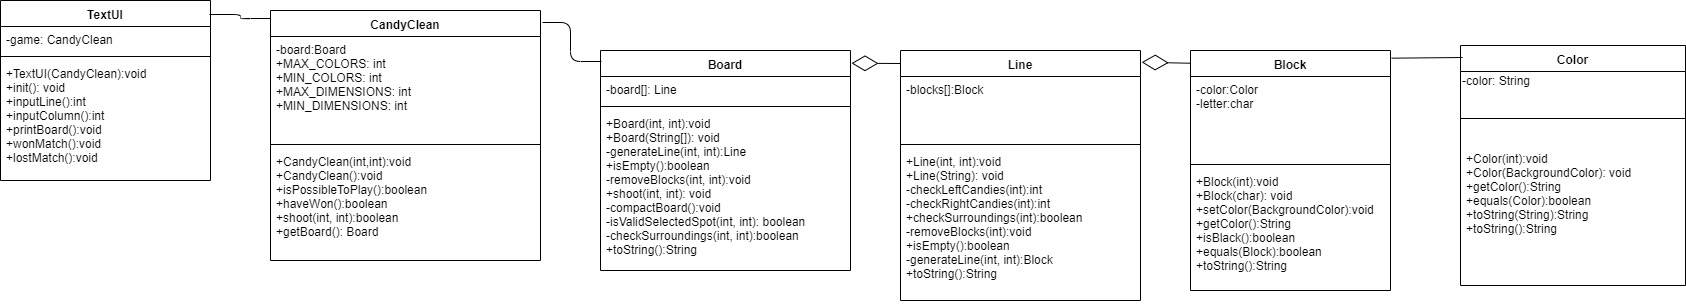 TextUI
-game: CandyClean
+TextUI(CandyClean):void
+init(): void
+inputLine():int
+inputColumn():int
+printBoard():void
+wonMatch():void
+lostMatch():void
CandyClean
-board:Board
+MAX_COLORS: int
+MIN_COLORS: int
+MAX_DIMENSIONS: int
+MIN_DIMENSIONS: int
+CandyClean(int,int):void
+CandyClean():void
+isPossibleToPlay():boolean
+haveWon():boolean
+shoot(int, int):boolean
+getBoard(): Board
Board
-board[]: Line
+Board(int, int):void
+Board(String[]): void
-generateLine(int, int):Line
+isEmpty():boolean
-removeBlocks(int, int):void
+shoot(int, int): void
-compactBoard():void
-isValidSelectedSpot(int, int): boolean
-checkSurroundings(int, int):boolean
+toString():String
Line
-blocks[]:Block
+Line(int, int):void
+Line(String): void
-checkLeftCandies(int):int
-checkRightCandies(int):int
+checkSurroundings(int):boolean
-removeBlocks(int):void
+isEmpty():boolean
-generateLine(int, int):Block
+toString():String
Block
-color:Color
-letter:char
+Block(int):void
+Block(char): void
+setColor(BackgroundColor):void
+getColor():String
+isBlack():boolean
+equals(Block):boolean
+toString():String
Color
-color: String
+Color(int):void
+Color(BackgroundColor): void
+getColor():String
+equals(Color):boolean
+toString(String):String
+toString():String